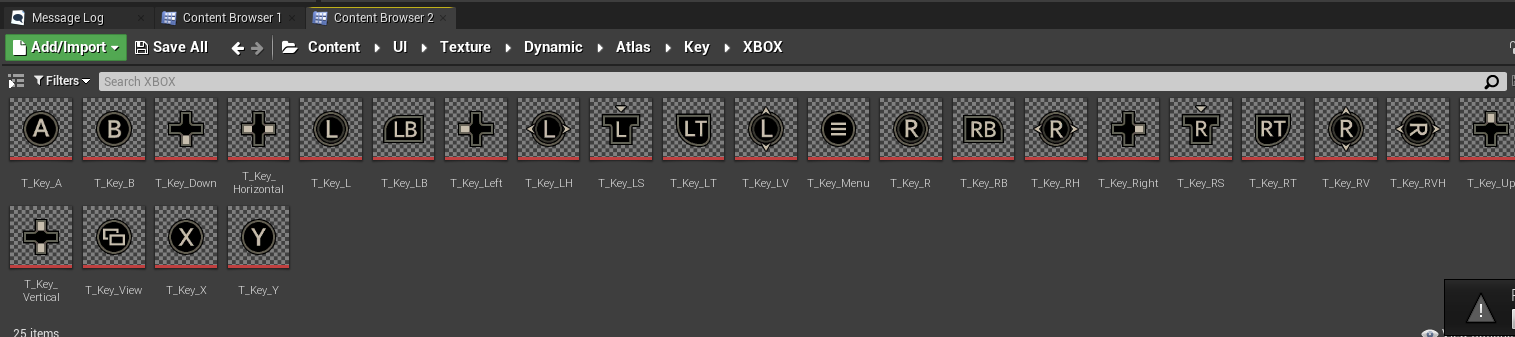 Message Log
Content Browser 1
Content Browser 2
Add/Import
Save All
Content
UI
Texture
Dynamic
Atlas
Key
XBOX
Filters
Search XBOX
A
B
L
LB
L
L
LT
L
R
RB
R
R
RT
R
R
T_Key_A
T_Key_B
T_Key_Down
T_Key_
Horizontal
T_Key_L
T_Key_LB
T_Key_Left
T_Key_LH
T_Key_LS
T_Key_LT
T_Key_LV
T_Key_Menu
T_Key_R
T_Key_RB
T_Key_RH
T_Key_Right
T_Key_RS
T_Key_RT
T_Key_RV
T_Key_RVH
T_Key_Up
X
Y
T_Key_
Vertical
T_Key_View
T_Key_X
T_Key_Y
25 items